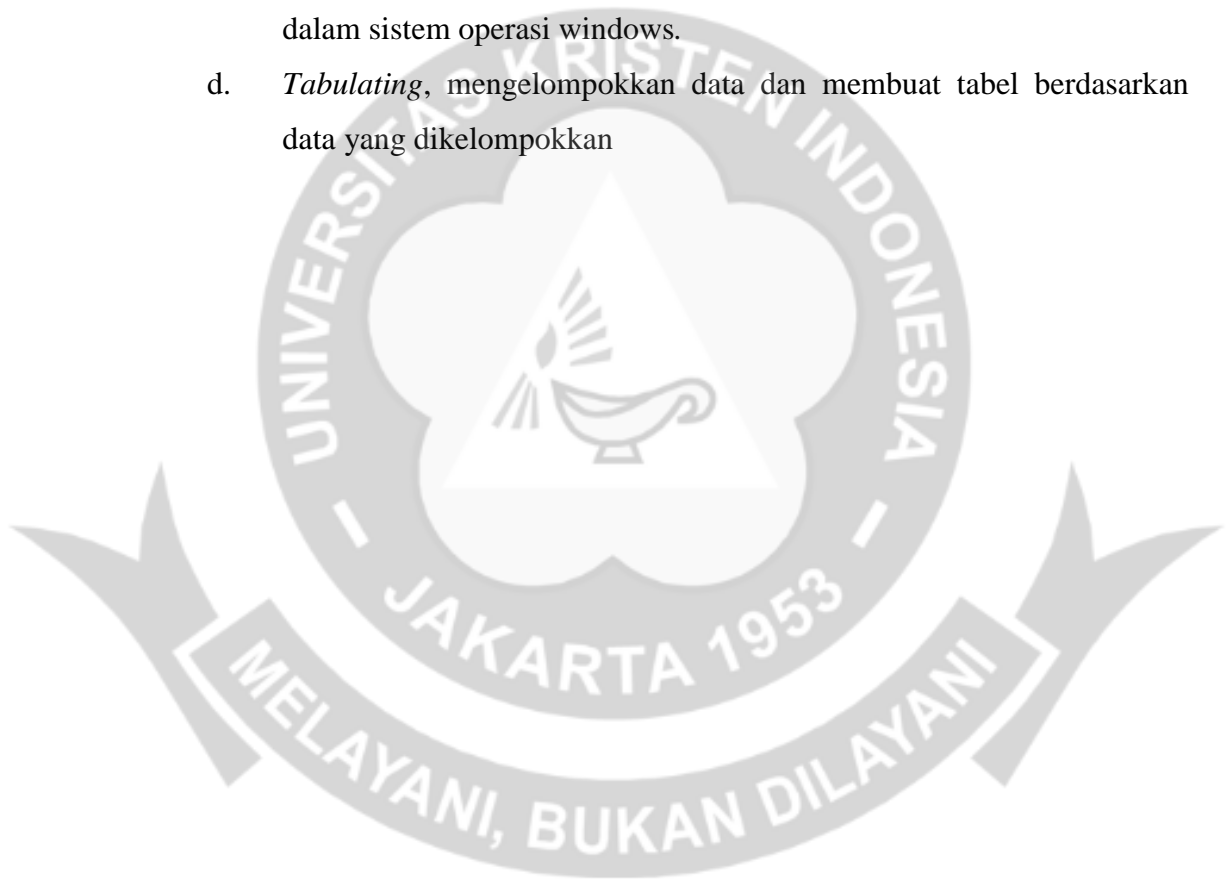 dalam sistem operasi windows.
d. Tabulating, mengelompokkan data dan membuat tabel berdasarkan
data yang dikelompokkan
UNIVERSITAS KRISTEN INDONESIA
- JAKARTA 1953 -
MELAYANI, BUKAN DILAYANI